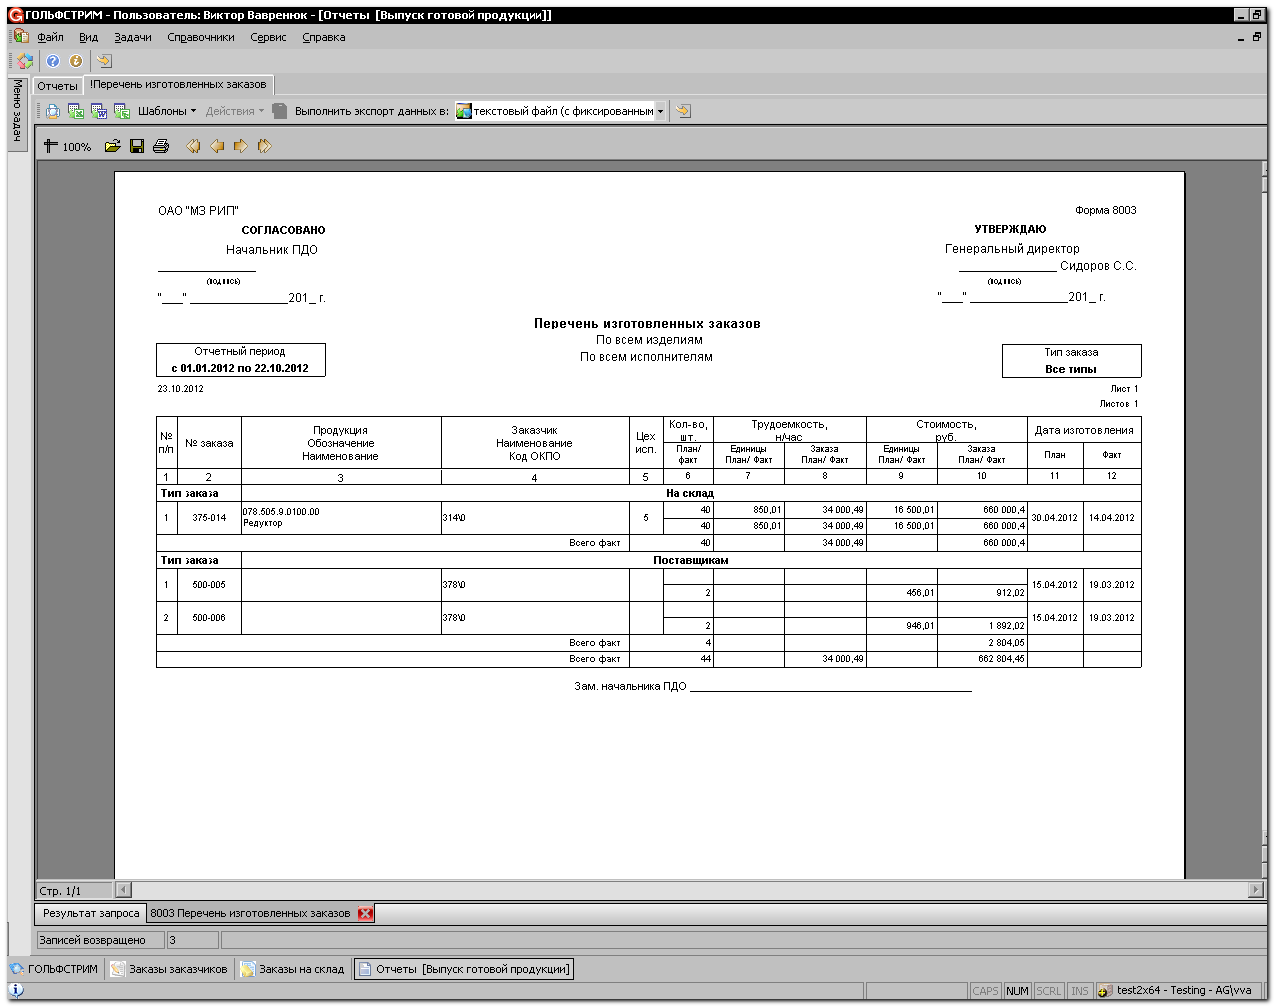 ГОЛЬФСТРИМ - Пользователь: Виктор Вавренюк - [Отчеты [Выпуск готовой продукции]]
Файл Вид Задачи Справочники Сервис Справка
Меню задач
Отчеты !Перечень изготовленных заказов
Шаблоны Действия Выполнить экспорт данных в: текстовый файл (с фиксированным
100%
ОАО "МЗ РИП" Форма 8003
СОГЛАСОВАНО УТВЕРЖДАЮ
Начальник ПДО Генеральный директор
_______________ _______________ Сидоров С.С.
(подпись) (подпись)
"___" _______________201_ г. "___" _______________201_ г.
Перечень изготовленных заказов
По всем изделиям
По всем исполнителям
Отчетный период Тип заказа
с 01.01.2012 по 22.10.2012 Все типы
23.10.2012 Лист 1
Листов 1
№ п/п № заказа Продукция Обозначение Наименование Заказчик Наименование Код ОКПО Цех исп. Кол-во, шт. Трудоемкость, н/час Стоимость, руб. Дата изготовления
План/ факт Единицы План/ Факт Заказа План/ Факт Единицы План/ Факт Заказа План/ Факт План Факт
1 2 3 4 5 6 7 8 9 10 11 12
Тип заказа На склад
1 375-014 078.505.9.0100.00 Редуктор 314\0 5 40 850,01 34 000,49 16 500,01 660 000,4 30.04.2012 14.04.2012
40 850,01 34 000,49 16 500,01 660 000,4
Всего факт 40 34 000,49 660 000,4
Тип заказа Поставщикам
1 500-005 378\0 15.04.2012 19.03.2012
2 456,01 912,02
2 500-006 378\0 15.04.2012 19.03.2012
2 946,01 1 892,02
Всего факт 4 2 804,05
Всего факт 44 34 000,49 662 804,45
Зам. начальника ПДО _______________
Стр. 1/1
Результат запроса 8003 Перечень изготовленных заказов
Записей возвращено 3
ГОЛЬФСТРИМ Заказы заказчиков Заказы на склад Отчеты [Выпуск готовой продукции]
CAPS NUM SCRL INS test2x64 - Testing - AG\vva